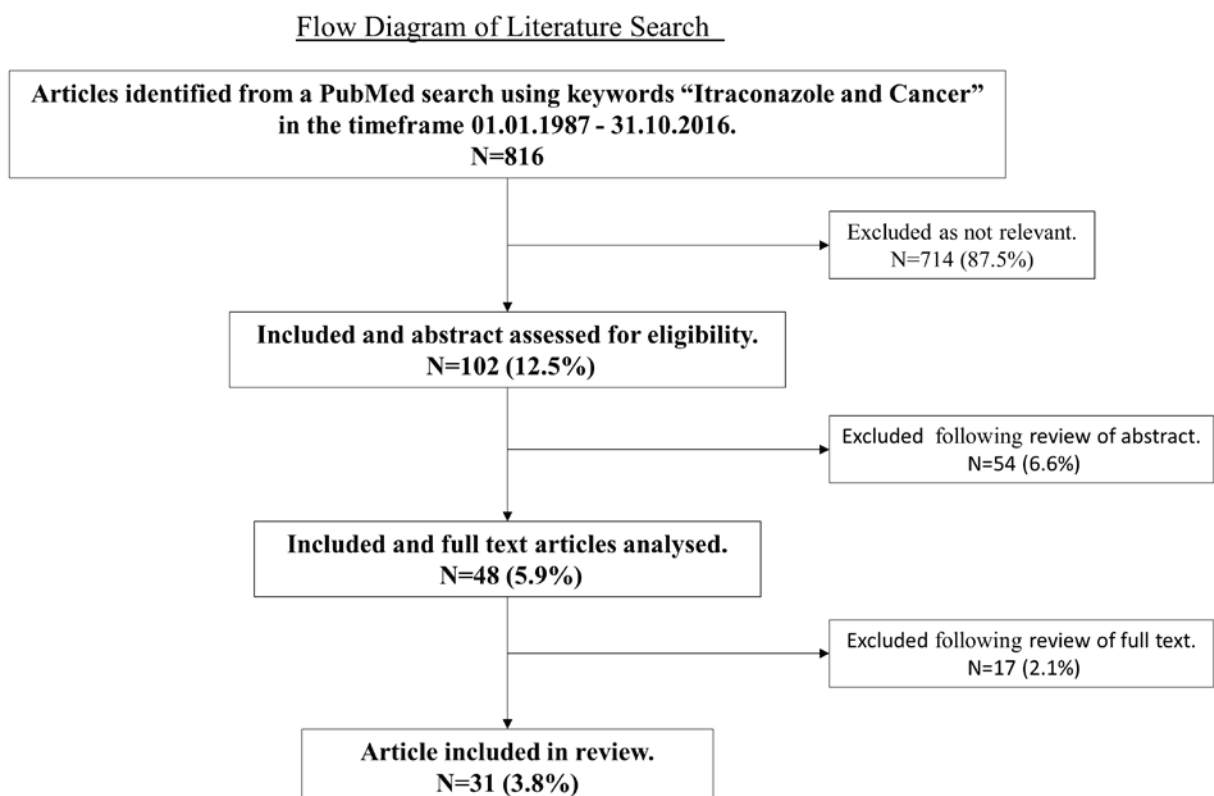 Flow Diagram of Literature Search
Articles identified from a PubMed search using keywords “Itraconazole and Cancer”
in the timeframe 01.01.1987 - 31.10.2016.
N=816
Excluded as not relevant.
N=714 (87.5%)
Included and abstract assessed for eligibility.
N=102 (12.5%)
Excluded following review of abstract.
N=54 (6.6%)
Included and full text articles analysed.
N=48 (5.9%)
Excluded following review of full text.
N=17 (2.1%)
Article included in review.
N=31 (3.8%)